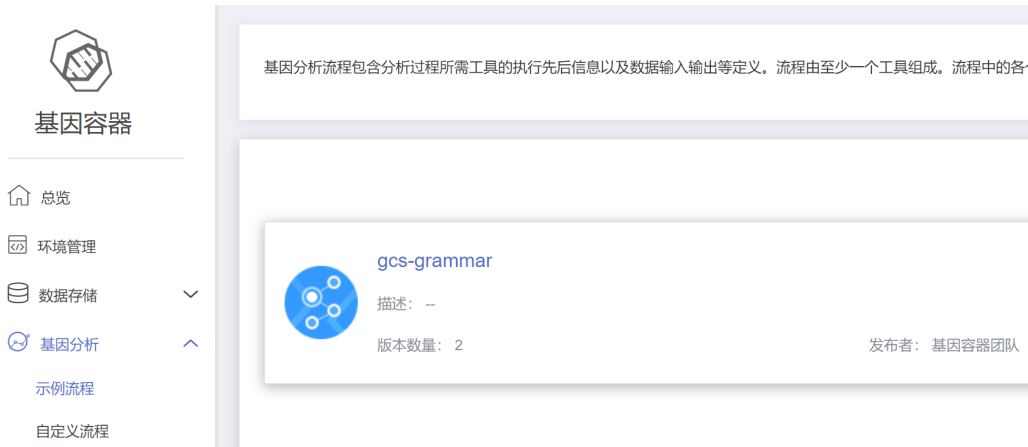 基因容器
总览
环境管理
数据存储
基因分析
示例流程
自定义流程
基因分析流程包含分析过程所需工具的执行先后信息以及数据输入输出等定义。流程由至少一个工具组成。流程中的各
gcs-grammar
描述： --
版本数量： 2
发布者： 基因容器团队